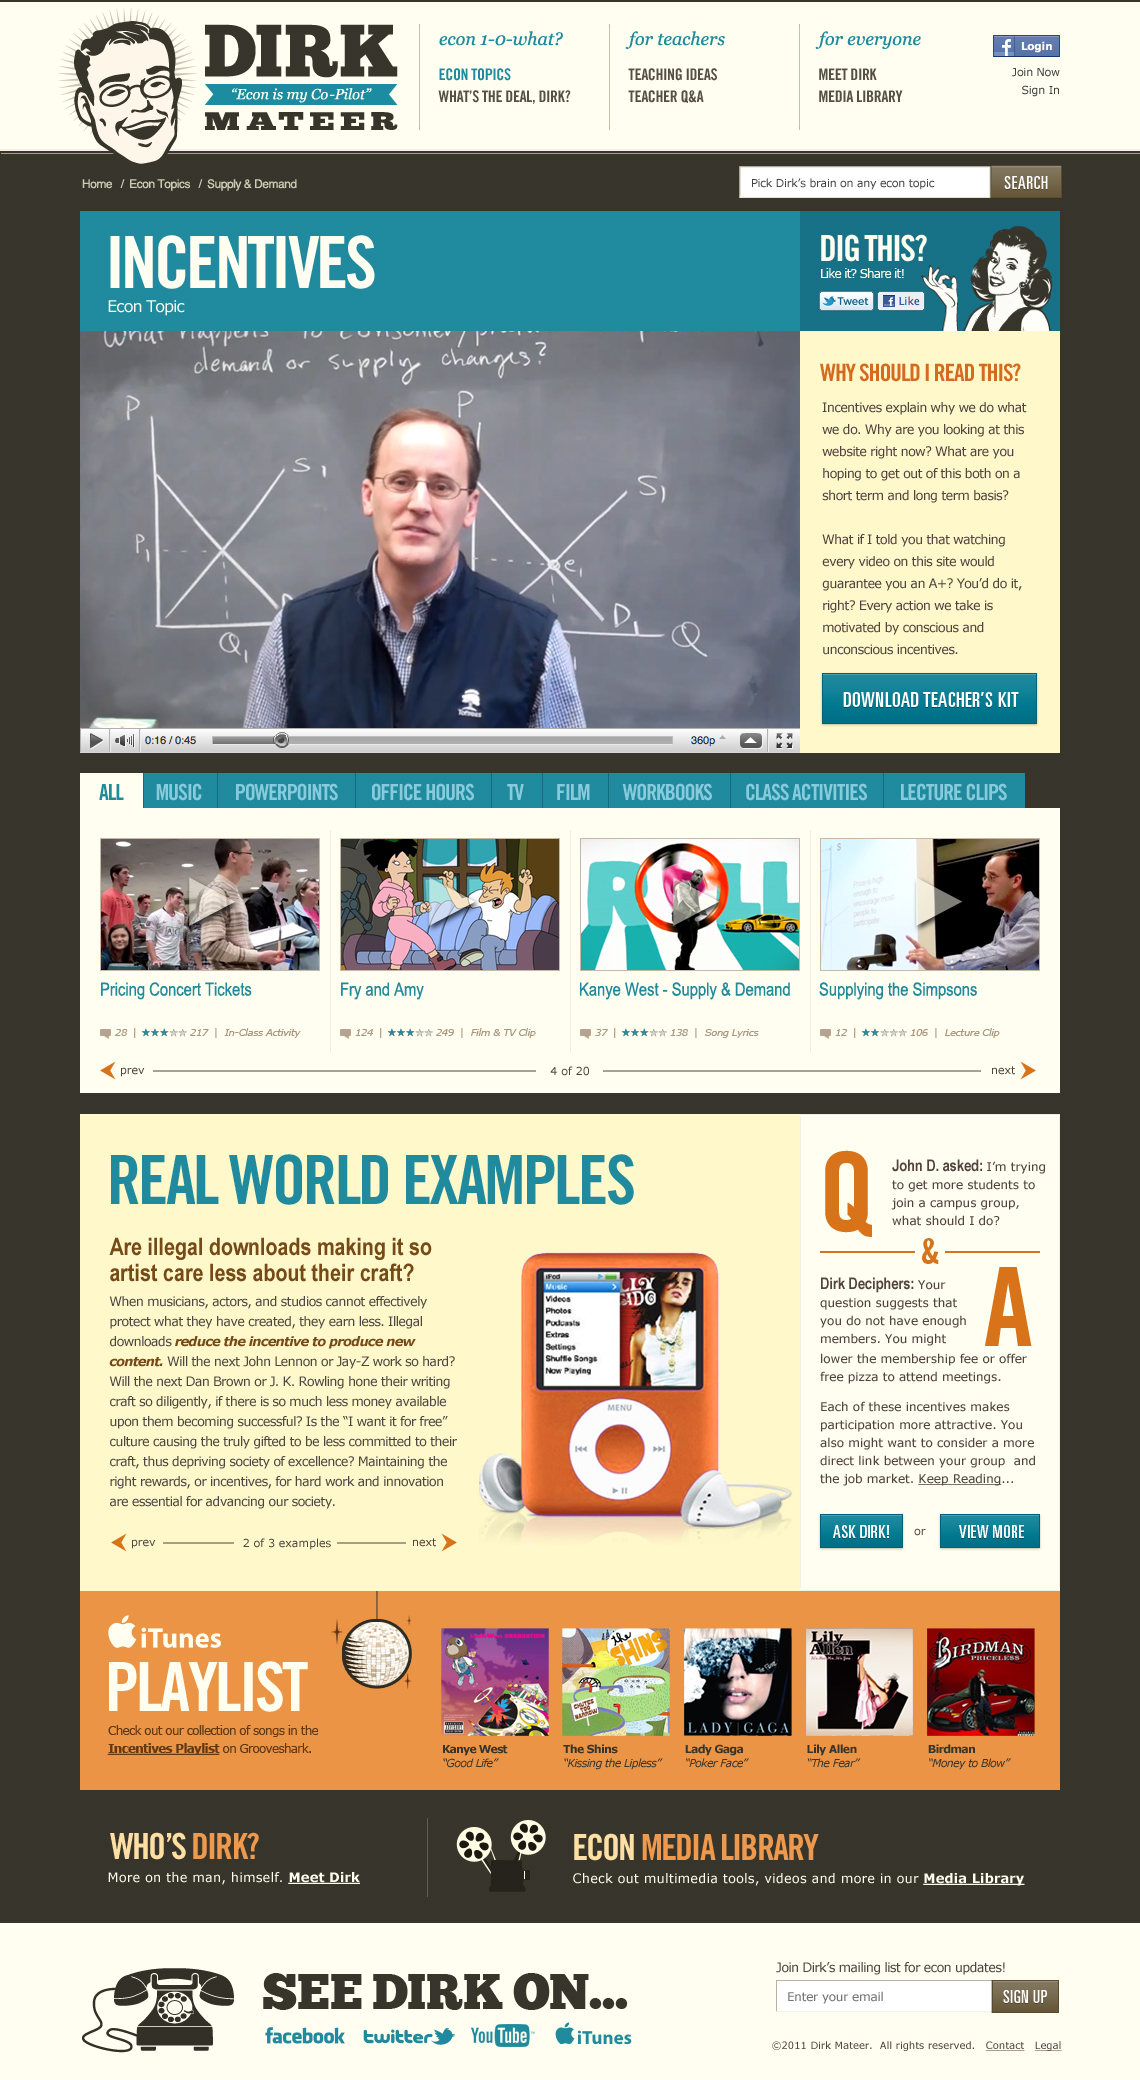 DIRK
"Econ is my Co-Pilot"
MATEER
econ 1-0-what?
ECON TOPICS
WHAT'S THE DEAL, DIRK?
for teachers
TEACHING IDEAS
TEACHER Q&A
for everyone
MEET DIRK
MEDIA LIBRARY
f Login
Join Now
Sign In
Home / Econ Topics / Supply & Demand
Pick Dirk's brain on any econ topic
SEARCH
INCENTIVES
Econ Topic
DIG THIS?
Like it? Share it!
Tweet
Like
What happens to consumer/
demand or supply changes?
P
S1
P1
Q1
P
S1
e1
D1
Q
0:16 / 0:45
360p
WHY SHOULD I READ THIS?
Incentives explain why we do what
we do. Why are you looking at this
website right now? What are you
hoping to get out of this both on a
short term and long term basis?
What if I told you that watching
every video on this site would
guarantee you an A+? You'd do it,
right? Every action we take is
motivated by conscious and
unconscious incentives.
DOWNLOAD TEACHER'S KIT
ALL
MUSIC
POWERPOINTS
OFFICE HOURS
TV
FILM
WORKBOOKS
CLASS ACTIVITIES
LECTURE CLIPS
ROLL
Pricing Concert Tickets
28 | 217 | In-Class Activity
Fry and Amy
124 | 249 | Film & TV Clip
Kanye West - Supply & Demand
37 | 138 | Song Lyrics
Supplying the Simpsons
12 | 106 | Lecture Clip
prev
4 of 20
next
REAL WORLD EXAMPLES
Are illegal downloads making it so
artist care less about their craft?
When musicians, actors, and studios cannot effectively
protect what they have created, they earn less. Illegal
downloads reduce the incentive to produce new
content. Will the next John Lennon or Jay-Z work so hard?
Will the next Dan Brown or J. K. Rowling hone their writing
craft so diligently, if there is so much less money available
upon them becoming successful? Is the "I want it for free"
culture causing the truly gifted to be less committed to their
craft, thus depriving society of excellence? Maintaining the
right rewards, or incentives, for hard work and innovation
are essential for advancing our society.
prev
2 of 3 examples
next
iPod
Music
Videos
Photos
Podcasts
Extras
Settings
Shuffle Songs
Now Playing
MENU
Q
John D. asked: I'm trying
to get more students to
join a campus group,
what should I do?
&
A
Dirk Deciphers: Your
question suggests that
you do not have enough
members. You might
lower the membership fee or offer
free pizza to attend meetings.
Each of these incentives makes
participation more attractive. You
also might want to consider a more
direct link between your group and
the job market. Keep Reading...
ASK DIRK!
or
VIEW MORE
iTunes
PLAYLIST
Check out our collection of songs in the
Incentives Playlist on Grooveshark.
Kanye West
"Good Life"
the SHINS
CHUTES TOO NARROW
The Shins
"Kissing the Lipless"
LADY GAGA
Lady Gaga
"Poker Face"
Lily Allen
It's Not Me, It's You
Lily Allen
"The Fear"
BIRDMAN
PRICELESS
Birdman
"Money to Blow"
WHO'S DIRK?
More on the man, himself. Meet Dirk
ECON MEDIA LIBRARY
Check out multimedia tools, videos and more in our Media Library
SEE DIRK ON...
facebook
twitter
YouTube
iTunes
Join Dirk's mailing list for econ updates!
Enter your email
SIGN UP
©2011 Dirk Mateer. All rights reserved. Contact Legal